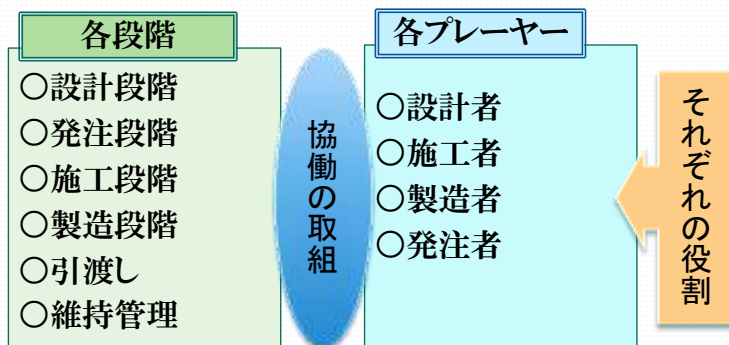 各段階
○設計段階
○発注段階
○施工段階
○製造段階
○引渡し
○維持管理
協働の取組
各プレーヤー
○設計者
○施工者
○製造者
○発注者
それぞれの役割